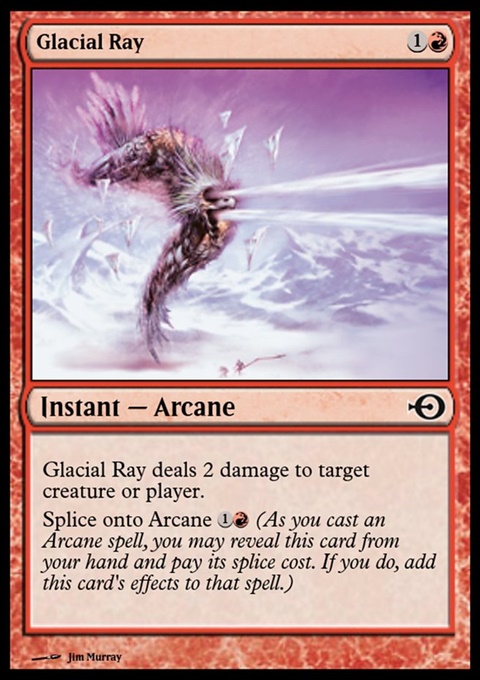 Glacial Ray 1
Instant — Arcane
Glacial Ray deals 2 damage to target
creature or player.
Splice onto Arcane 1 (As you cast an
Arcane spell, you may reveal this card from
your hand and pay its splice cost. If you do, add
this card's effects to that spell.)
Jim Murray